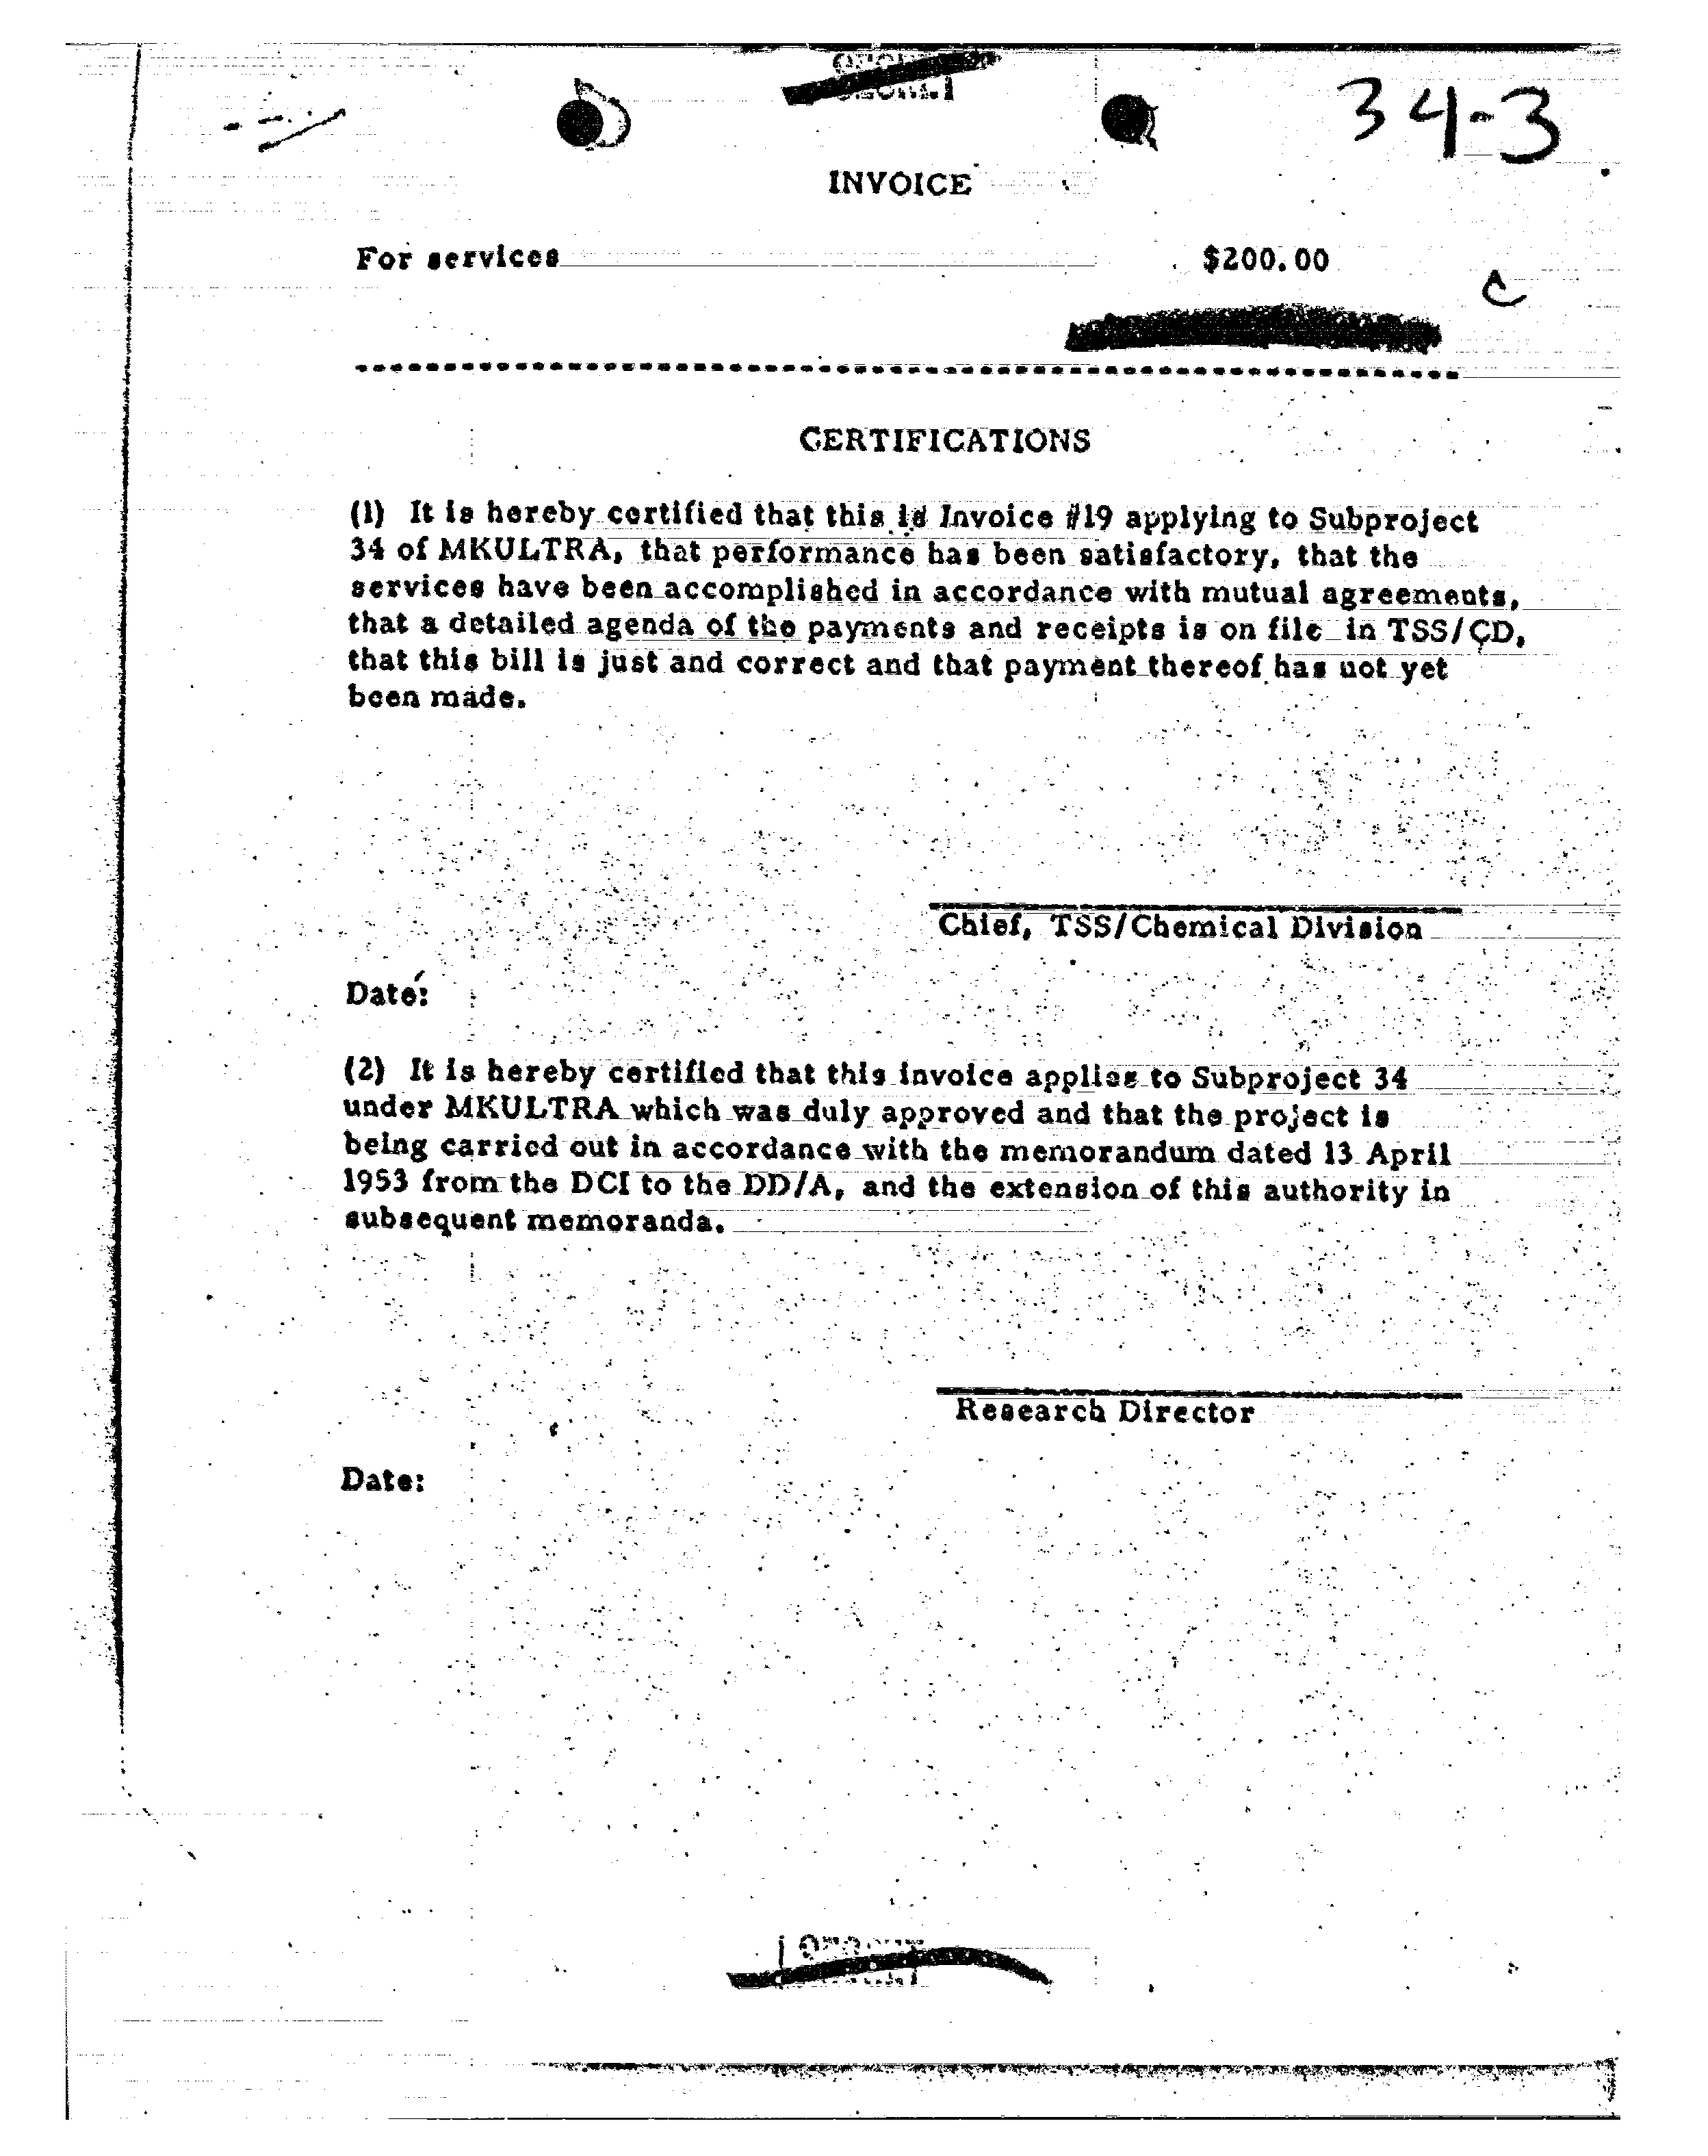 34-3
INVOICE
For services $200.00
C
CERTIFICATIONS
(1) It is hereby certified that this is Invoice #19 applying to Subproject
34 of MKULTRA, that performance has been satisfactory, that the
services have been accomplished in accordance with mutual agreements,
that a detailed agenda of the payments and receipts is on file in TSS/CD,
that this bill is just and correct and that payment thereof has not yet
been made.
Chief, TSS/Chemical Division
Date:
(2) It is hereby certified that this invoice applies to Subproject 34
under MKULTRA which was duly approved and that the project is
being carried out in accordance with the memorandum dated 13 April
1953 from the DCI to the DD/A, and the extension of this authority in
subsequent memoranda.
Research Director
Date: